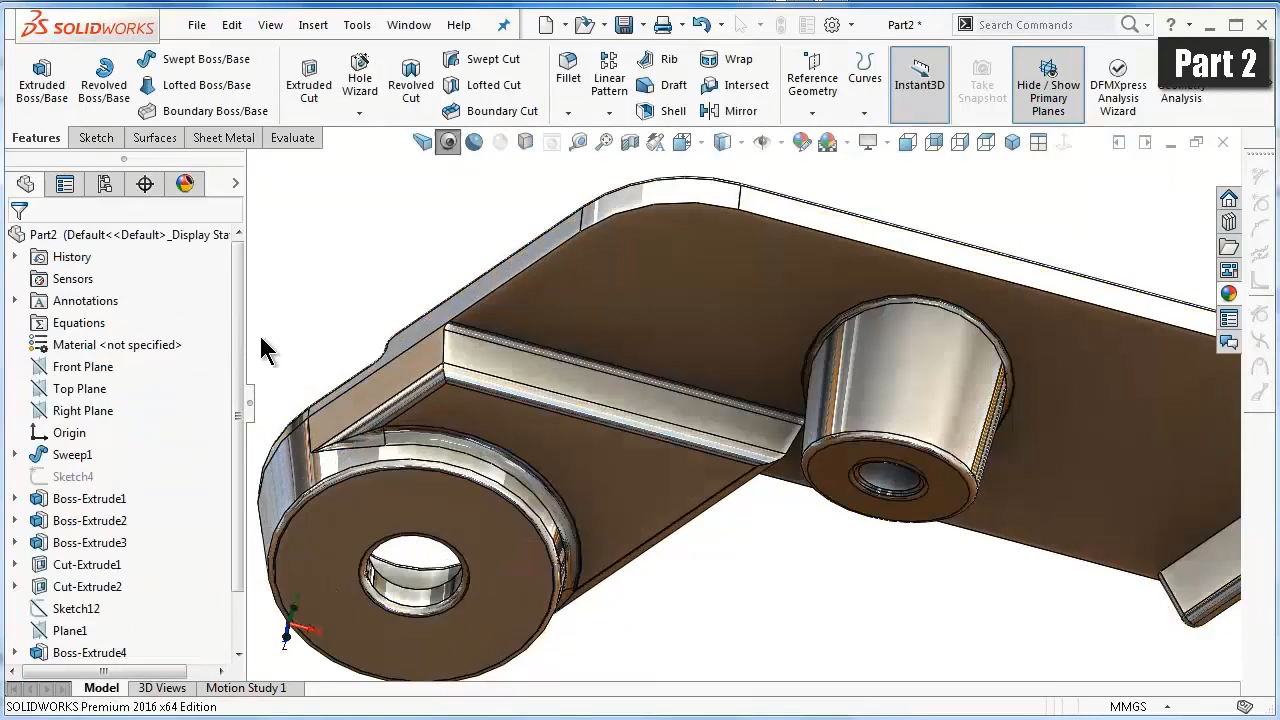 SOLIDWORKS File Edit View Insert Tools Window Help Part2 * Search Commands ?
Part 2
Extruded Boss/Base
Revolved Boss/Base
Swept Boss/Base
Lofted Boss/Base
Boundary Boss/Base
Extruded Cut
Hole Wizard
Revolved Cut
Swept Cut
Lofted Cut
Boundary Cut
Fillet
Linear Pattern
Rib
Draft
Shell
Wrap
Intersect
Mirror
Reference Geometry
Curves
Instant3D
Take Snapshot
Hide / Show Primary Planes
DFMXpress Analysis Wizard
Geometry Analysis
Features Sketch Surfaces Sheet Metal Evaluate
Part2 (Default<<Default>_Display Sta
History
Sensors
Annotations
Equations
Material <not specified>
Front Plane
Top Plane
Right Plane
Origin
Sweep1
Sketch4
Boss-Extrude1
Boss-Extrude2
Boss-Extrude3
Cut-Extrude1
Cut-Extrude2
Sketch12
Plane1
Boss-Extrude4
Z
Model 3D Views Motion Study 1
SOLIDWORKS Premium 2016 x64 Edition MMGS